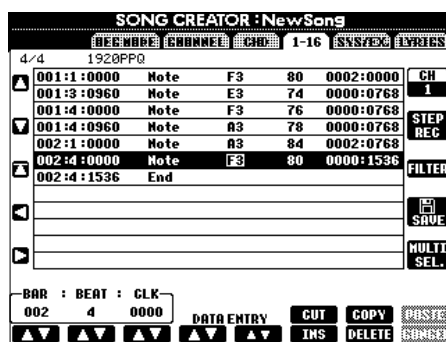 SONG CREATOR : NewSong
REC MODE CHANNEL CHD 1-16 SYS/EX. LYRICS
4/4 1920PPQ
001:1:0000 Note F3 80 0002:0000
001:3:0960 Note E3 74 0000:0768
001:4:0000 Note F3 76 0000:0768
001:4:0960 Note A3 78 0000:0768
002:1:0000 Note A3 84 0002:0768
002:4:0000 Note F3 80 0000:1536
002:4:1536 End
CH
1
STEP
REC
FILTER
SAVE
MULTI
SEL.
BAR : BEAT : CLK
002 4 0000
DATA ENTRY
CUT COPY PASTE
INS DELETE CANCEL